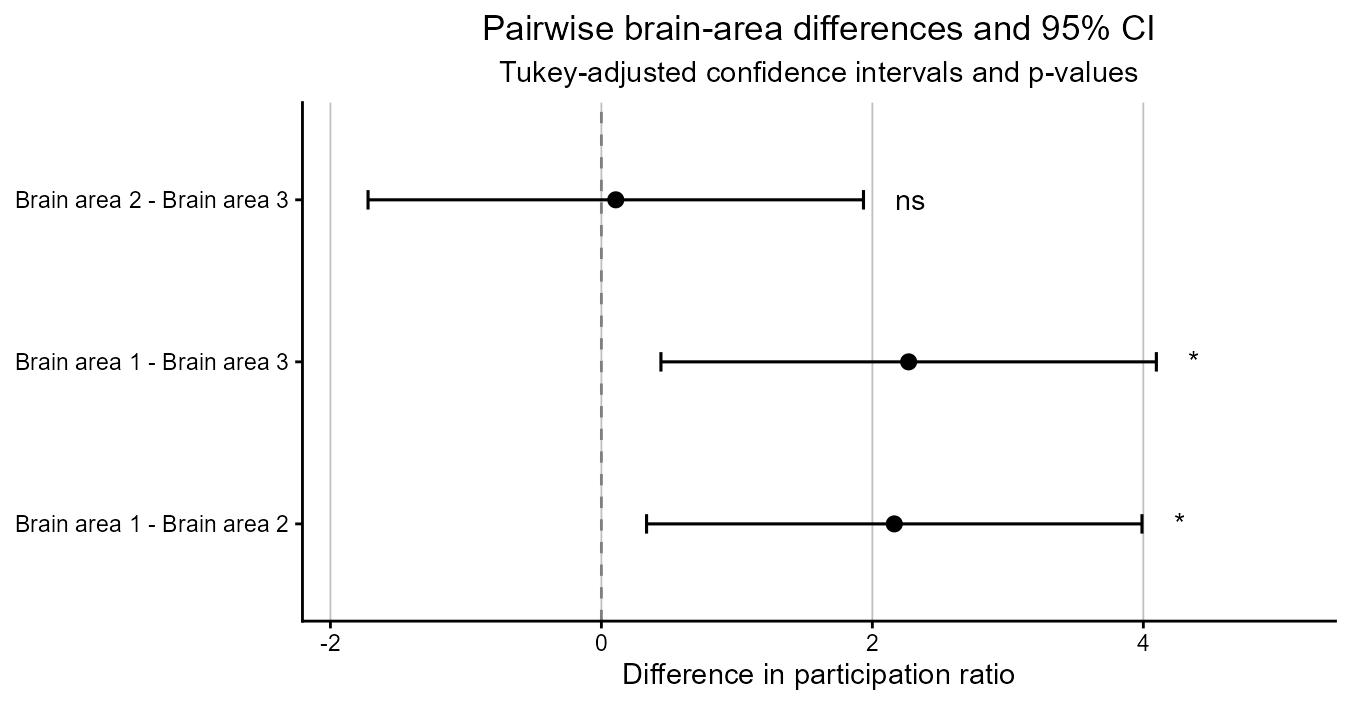 Pairwise brain-area differences and 95% CI
Tukey-adjusted confidence intervals and p-values
Brain area 2 - Brain area 3
ns
Brain area 1 - Brain area 3
*
Brain area 1 - Brain area 2
*
-2
0
2
4
Difference in participation ratio